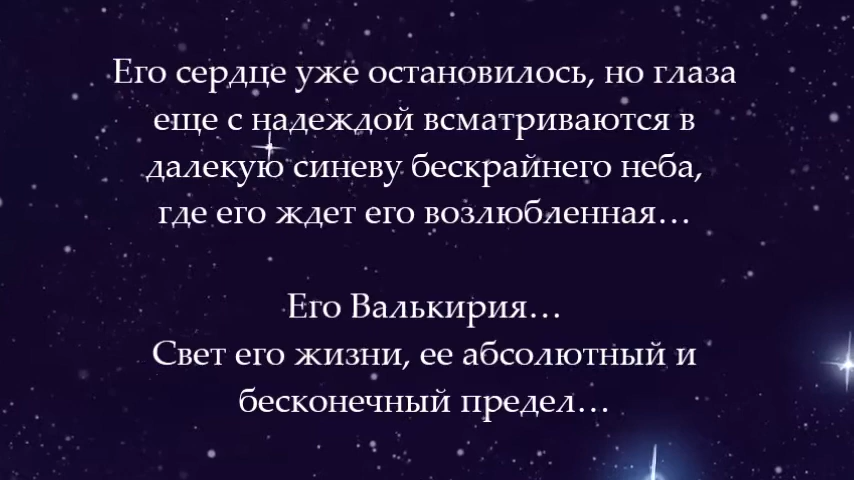 Его сердце уже остановилось, но глаза
еще с надеждой всматриваются в
далекую синеву бескрайнего неба,
где его ждет его возлюбленная…
Его Валькирия…
Свет его жизни, ее абсолютный и
бесконечный предел…